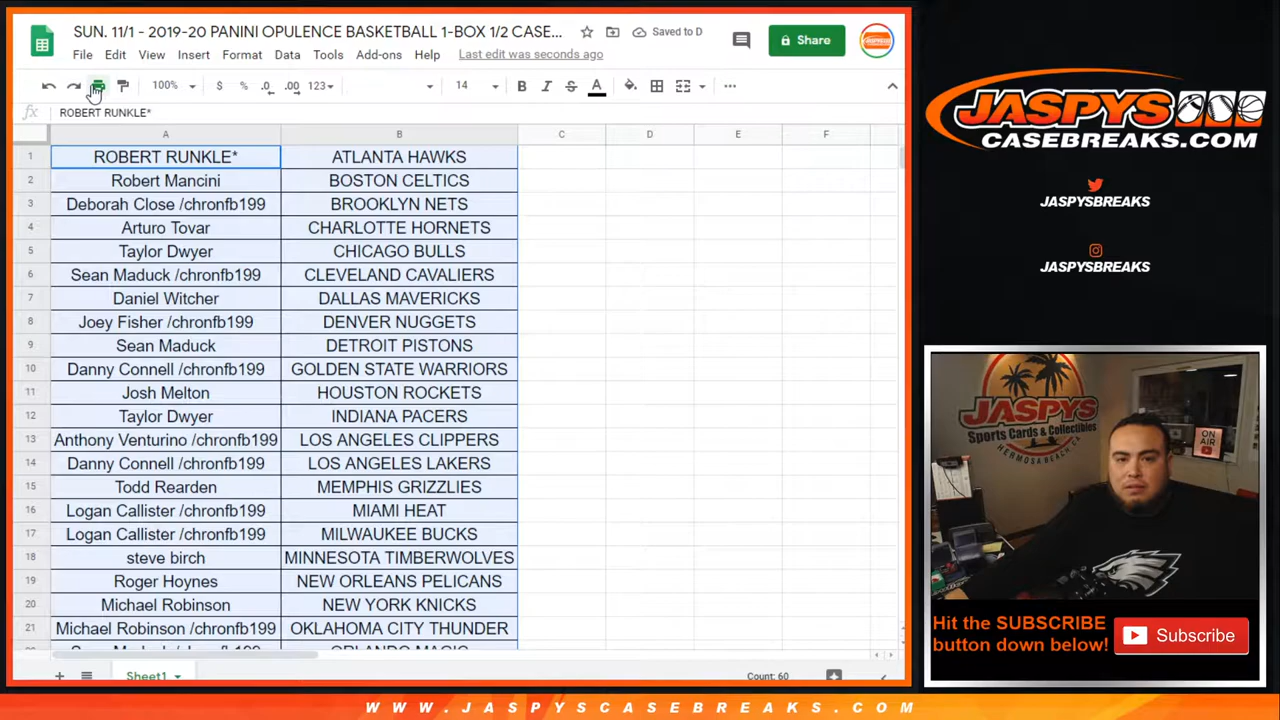 SUN. 11/1 - 2019-20 PANINI OPULENCE BASKETBALL 1-BOX 1/2 CASE...
Saved to D
Share
File Edit View Insert Format Data Tools Add-ons Help Last edit was seconds ago
100% $ % .0 .00 123 14 B I S A
fx ROBERT RUNKLE*
A B C D E F
1 ROBERT RUNKLE* ATLANTA HAWKS
2 Robert Mancini BOSTON CELTICS
3 Deborah Close /chronfb199 BROOKLYN NETS
4 Arturo Tovar CHARLOTTE HORNETS
5 Taylor Dwyer CHICAGO BULLS
6 Sean Maduck /chronfb199 CLEVELAND CAVALIERS
7 Daniel Witcher DALLAS MAVERICKS
8 Joey Fisher /chronfb199 DENVER NUGGETS
9 Sean Maduck DETROIT PISTONS
10 Danny Connell /chronfb199 GOLDEN STATE WARRIORS
11 Josh Melton HOUSTON ROCKETS
12 Taylor Dwyer INDIANA PACERS
13 Anthony Venturino /chronfb199 LOS ANGELES CLIPPERS
14 Danny Connell /chronfb199 LOS ANGELES LAKERS
15 Todd Rearden MEMPHIS GRIZZLIES
16 Logan Callister /chronfb199 MIAMI HEAT
17 Logan Callister /chronfb199 MILWAUKEE BUCKS
18 steve birch MINNESOTA TIMBERWOLVES
19 Roger Hoynes NEW ORLEANS PELICANS
20 Michael Robinson NEW YORK KNICKS
21 Michael Robinson /chronfb199 OKLAHOMA CITY THUNDER
Sheet1
Count: 60
JASPYS
CASEBREAKS.COM
JASPYSBREAKS
JASPYSBREAKS
JASPYS
Sports Cards & Collectibles
HERMOSA BEACH, CA
ON
AIR
Hit the SUBSCRIBE
button down below!
Subscribe
WWW.JASPYSCASEBREAKS.COM